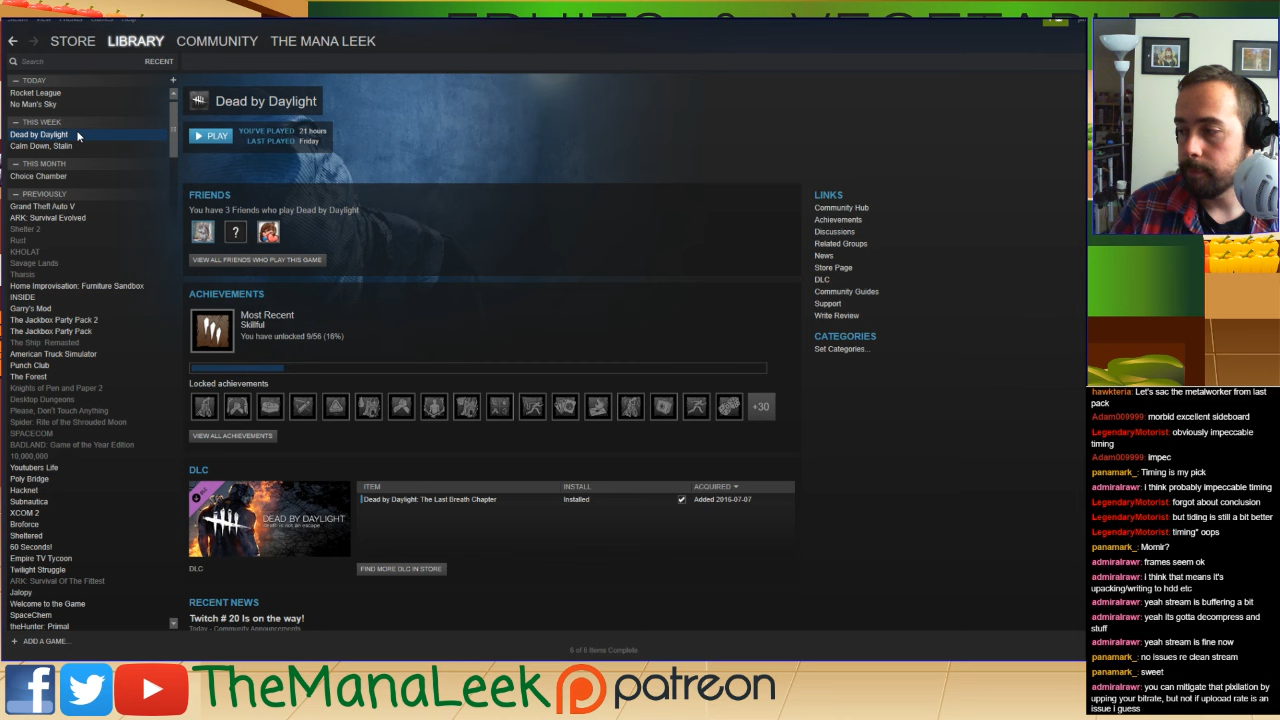 FRUITS & VEGETABLES
STORE LIBRARY COMMUNITY THE MANA LEEK
Search RECENT
TODAY
Rocket League
No Man's Sky
THIS WEEK
Dead by Daylight
Calm Down, Stalin
THIS MONTH
Choice Chamber
PREVIOUSLY
Grand Theft Auto V
ARK: Survival Evolved
Shelter 2
Rust
KHOLAT
Savage Lands
Tharsis
Home Improvisation: Furniture Sandbox
INSIDE
Garry's Mod
The Jackbox Party Pack 2
The Jackbox Party Pack
The Ship: Remasted
American Truck Simulator
Punch Club
The Forest
Knights of Pen and Paper 2
Desktop Dungeons
Please, Don't Touch Anything
Spider: Rite of the Shrouded Moon
SPACECOM
BADLAND: Game of the Year Edition
10,000,000
Youtubers Life
Poly Bridge
Hacknet
Subnautica
XCOM 2
Broforce
Sheltered
60 Seconds!
Empire TV Tycoon
Twilight Struggle
ARK: Survival Of The Fittest
Jalopy
Welcome to the Game
SpaceChem
theHunter: Primal
+ ADD A GAME...
Dead by Daylight
PLAY
YOU'VE PLAYED 21 hours
LAST PLAYED Friday
FRIENDS
You have 3 Friends who play Dead by Daylight
?
VIEW ALL FRIENDS WHO PLAY THIS GAME
ACHIEVEMENTS
Most Recent
Skillful
You have unlocked 9/56 (16%)
Locked achievements
+30
VIEW ALL ACHIEVEMENTS
DLC
DEAD BY DAYLIGHT
death is not an escape
DLC
ITEM INSTALL ACQUIRED
Dead by Daylight: The Last Breath Chapter Installed Added 2016-07-07
FIND MORE DLC IN STORE
RECENT NEWS
Twitch # 20 Is on the way!
Today - Community Announcements
6 of 6 Items Complete
LINKS
Community Hub
Achievements
Discussions
Related Groups
News
Store Page
DLC
Community Guides
Support
Write Review
CATEGORIES
Set Categories...
hawkteria: Let's sac the metalworker from last
pack
Adam009999: morbid excellent sideboard
LegendaryMotorist: obviously impeccable
timing
Adam009999: impec
panamark_: Timing is my pick
admiralrawr: i think probably impeccable timing
LegendaryMotorist: forgot about conclusion
LegendaryMotorist: but tiding is still a bit better
LegendaryMotorist: timing* oops
panamark_: Momir?
admiralrawr: frames seem ok
admiralrawr: i think that means it's
upacking/writing to hdd etc
admiralrawr: yeah stream is buffering a bit
admiralrawr: yeah its gotta decompress and
stuff
admiralrawr: yeah stream is fine now
panamark_: no issues re clean stream
panamark_: sweet
admiralrawr: you can mitigate that pixllation by
upping your bitrate, but not if uplooad rate is an
issue i guess
TheManaLeek patreon